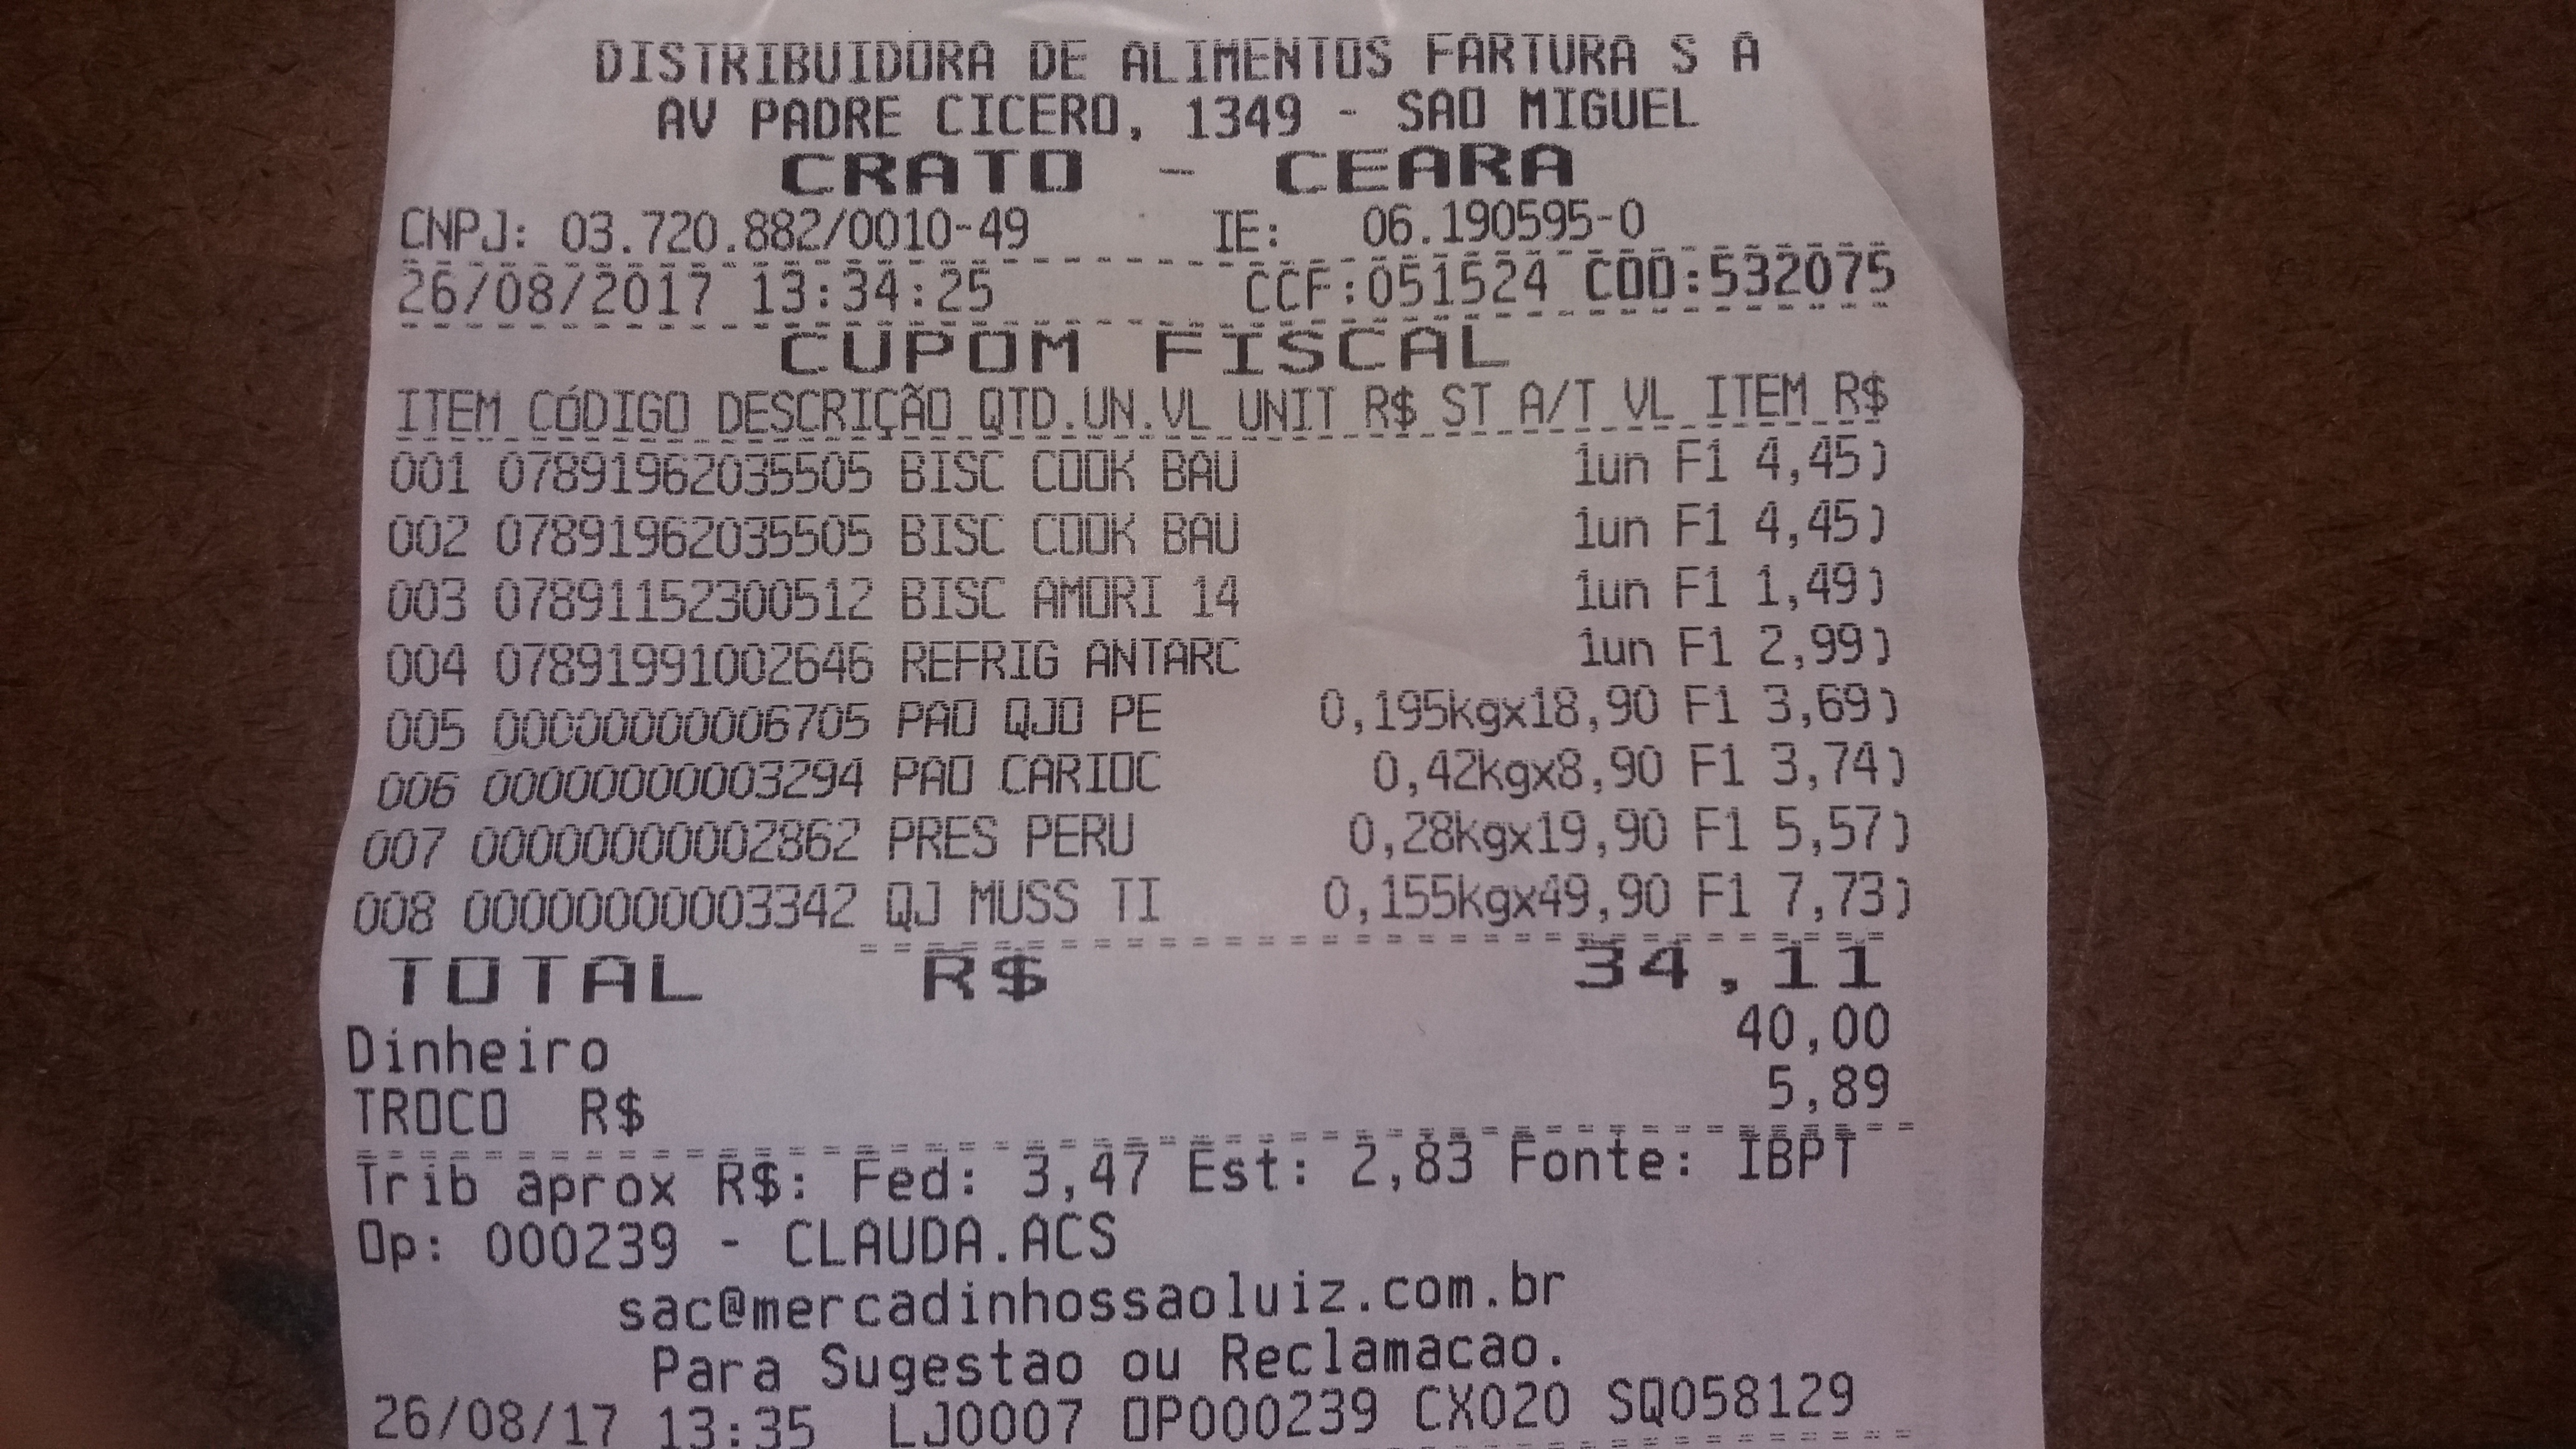 DISTRIBUIDORA DE ALIMENTOS FARTURA S A
AV PADRE CICERO, 1349 - SAO MIGUEL
CRATO - CEARA
CNPJ: 03.720.882/0010-49 IE: 06.190595-0
26/08/2017 13:34:25 CCF:051524 COO:532075
CUPOM FISCAL
ITEM CÓDIGO DESCRIÇÃO QTD.UN.VL UNIT R$ ST A/T VL ITEM R$
001 07891962035505 BISC COOK BAU 1un F1 4,45)
002 07891962035505 BISC COOK BAU 1un F1 4,45)
003 07891152300512 BISC AMORI 14 1un F1 1,49)
004 07891991002646 REFRIG ANTARC 1un F1 2,99)
005 00000000006705 PAO QJO PE 0,195kgx18,90 F1 3,69)
006 00000000003294 PAO CARIOC 0,42kgx8,90 F1 3,74)
007 00000000002862 PRES PERU 0,28kgx19,90 F1 5,57)
008 00000000003342 QJ MUSS TI 0,155kgx49,90 F1 7,73)
TOTAL R$ 34,11
Dinheiro 40,00
TROCO R$ 5,89
Trib aprox R$: Fed: 3,47 Est: 2,83 Fonte: IBPT
Op: 000239 - CLAUDA.ACS
sac@mercadinhossaoluiz.com.br
Para Sugestao ou Reclamacao.
26/08/17 13:35 LJ0007 OP000239 CX020 SQ058129